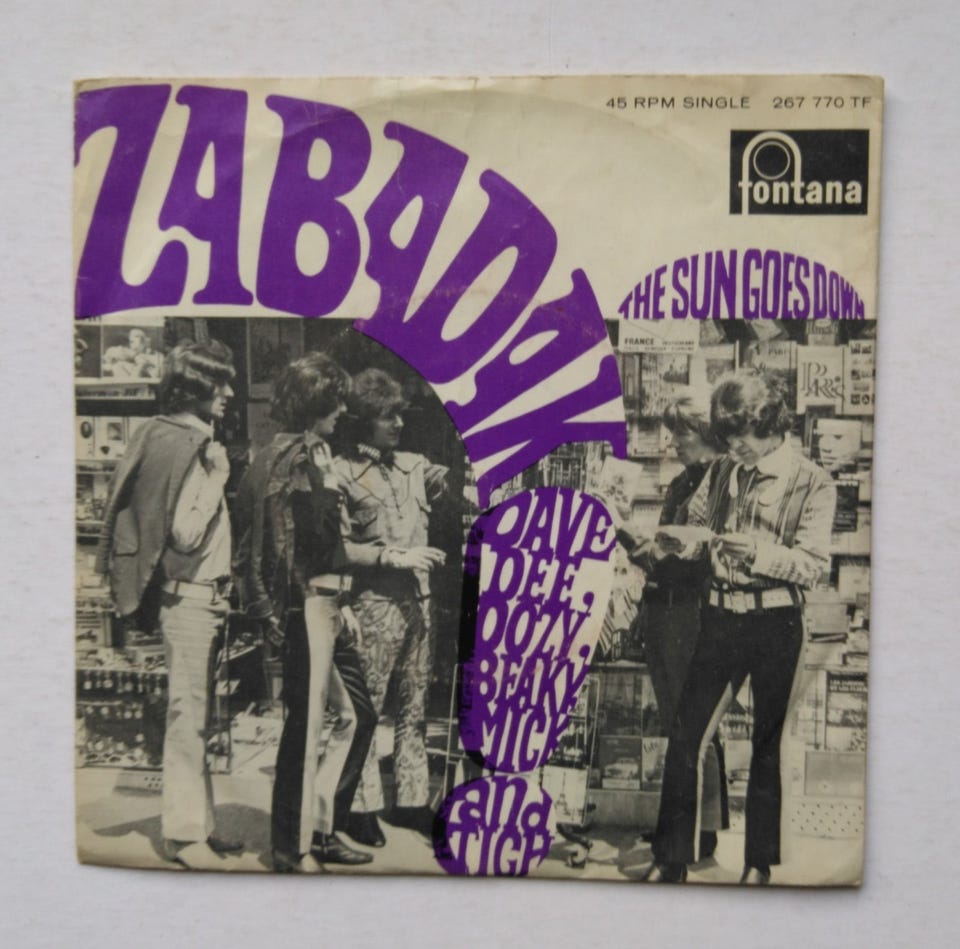 45 RPM SINGLE 267 770 TF
fontana
ZABADAK
THE SUN GOES DOWN
FRANCE
DAVE
DEE,
DOZY,
BEAKY,
MICK
and
TICH